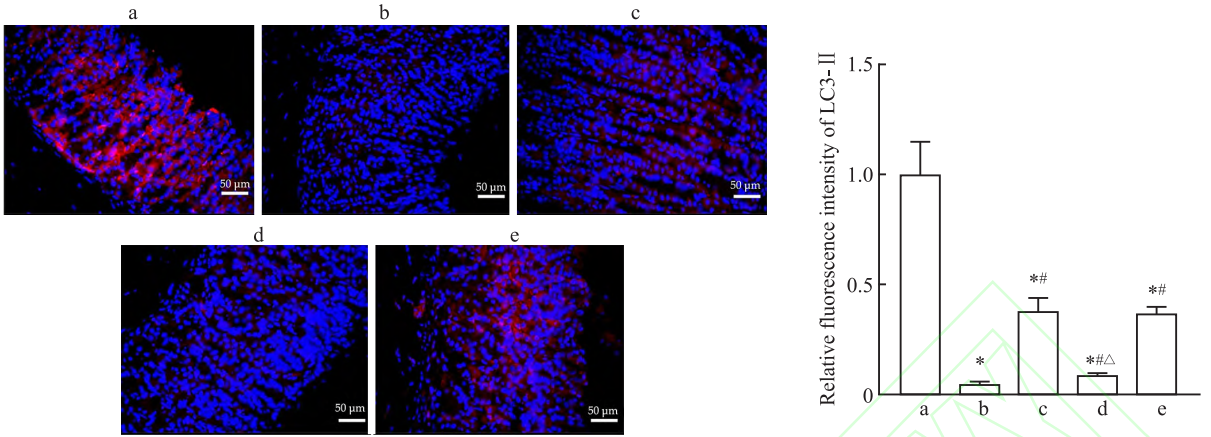 a
b
c
50 μm
50 μm
50 μm
d
e
50 μm
50 μm
Relative fluorescence intensity of LC3-Ⅱ
1.5
1.0
0.5
0
*
*#
*#△
*#
a
b
c
d
e